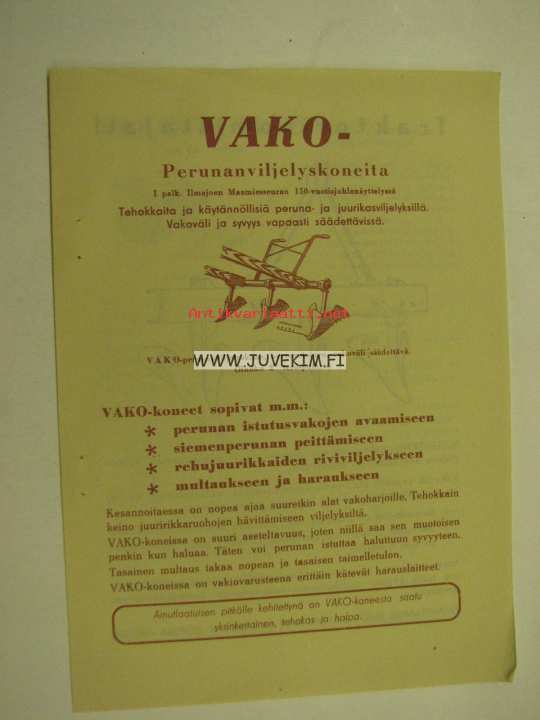 VAKO-
Perunanviljelyskoneita
I palk. Ilmajoen Maamiesseuran 150-vuotisjuhlanäyttelyssä
Tehokkaita ja käytännöllisiä peruna- ja juurikasviljelyksillä.
Vakoväli ja syvyys vapaasti säädettävissä.
Antikvariaatti.net
VAKO- säädettävä.
WWW.JUVEKIM.FI
VAKO-koneet sopivat m.m.:
* perunan istutusvakojen avaamiseen
* siemenperunan peittämiseen
* rehujuurikkaiden riviviljelykseen
* multaukseen ja haraukseen
Kesannoitaessa on nopea ajaa suuretkin alat vakoharjoille. Tehokkain
keino juuririkkaruohojen hävittämiseen viljelyksiltä.
VAKO-koneissa on suuri aseteltavuus, joten niillä saa sen muotoisen
penkin kun haluaa. Täten voi perunan istuttaa haluttuun syvyyteen.
Tasainen multaus takaa nopean ja tasaisen taimelletulon.
VAKO-koneissa on vakiovarusteena erittäin kätevät harauslaitteet.
Ainutlaatuisen pitkälle kehitettynä on VAKO-koneesta saatu
yksinkertainen, tehokas ja halpa.